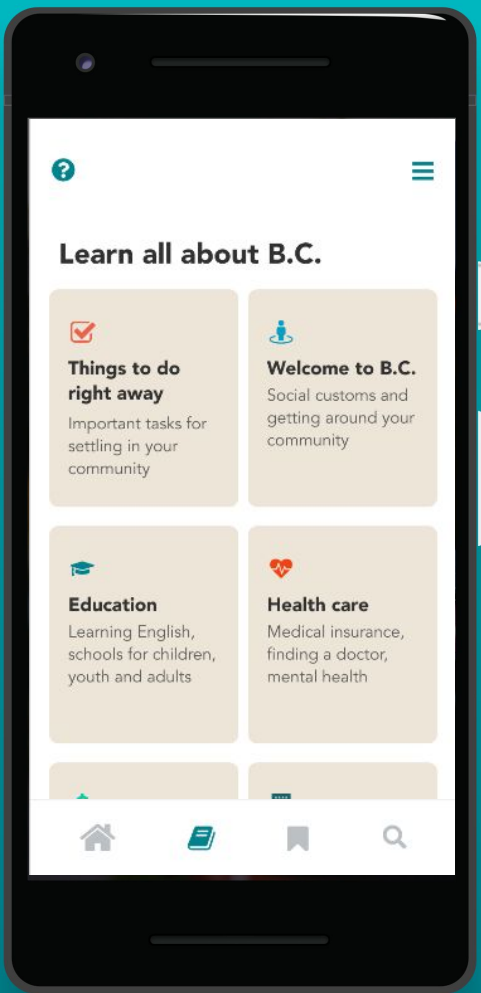 Learn all about B.C.
Things to do
right away
Important tasks for
settling in your
community
Welcome to B.C.
Social customs and
getting around your
community
Education
Learning English,
schools for children,
youth and adults
Health care
Medical insurance,
finding a doctor,
mental health